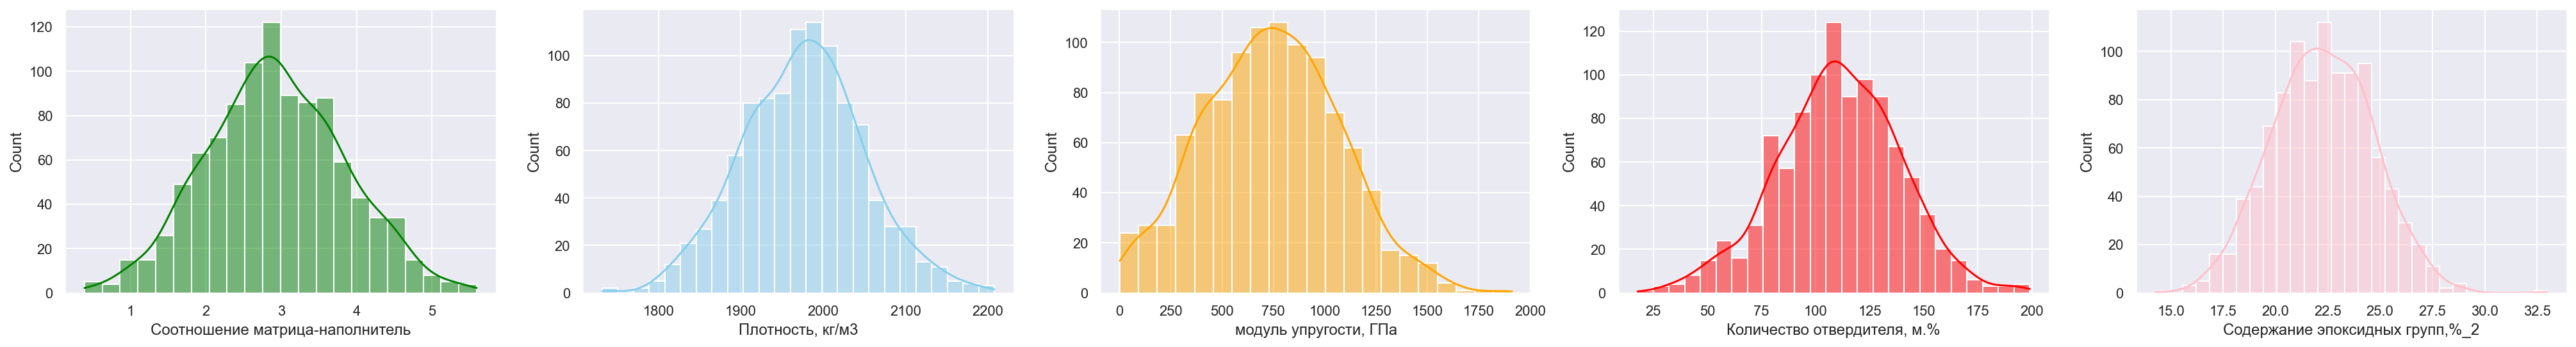 120
100
80
60
40
20
0
Count
1 2 3 4 5
Соотношение матрица-наполнитель
100
80
60
40
20
0
Count
1800 1900 2000 2100 2200
Плотность, кг/м3
100
80
60
40
20
0
Count
0 250 500 750 1000 1250 1500 1750 2000
модуль упругости, ГПа
120
100
80
60
40
20
0
Count
25 50 75 100 125 150 175 200
Количество отвердителя, м.%
100
80
60
40
20
0
Count
15.0 17.5 20.0 22.5 25.0 27.5 30.0 32.5
Содержание эпоксидных групп,%_2